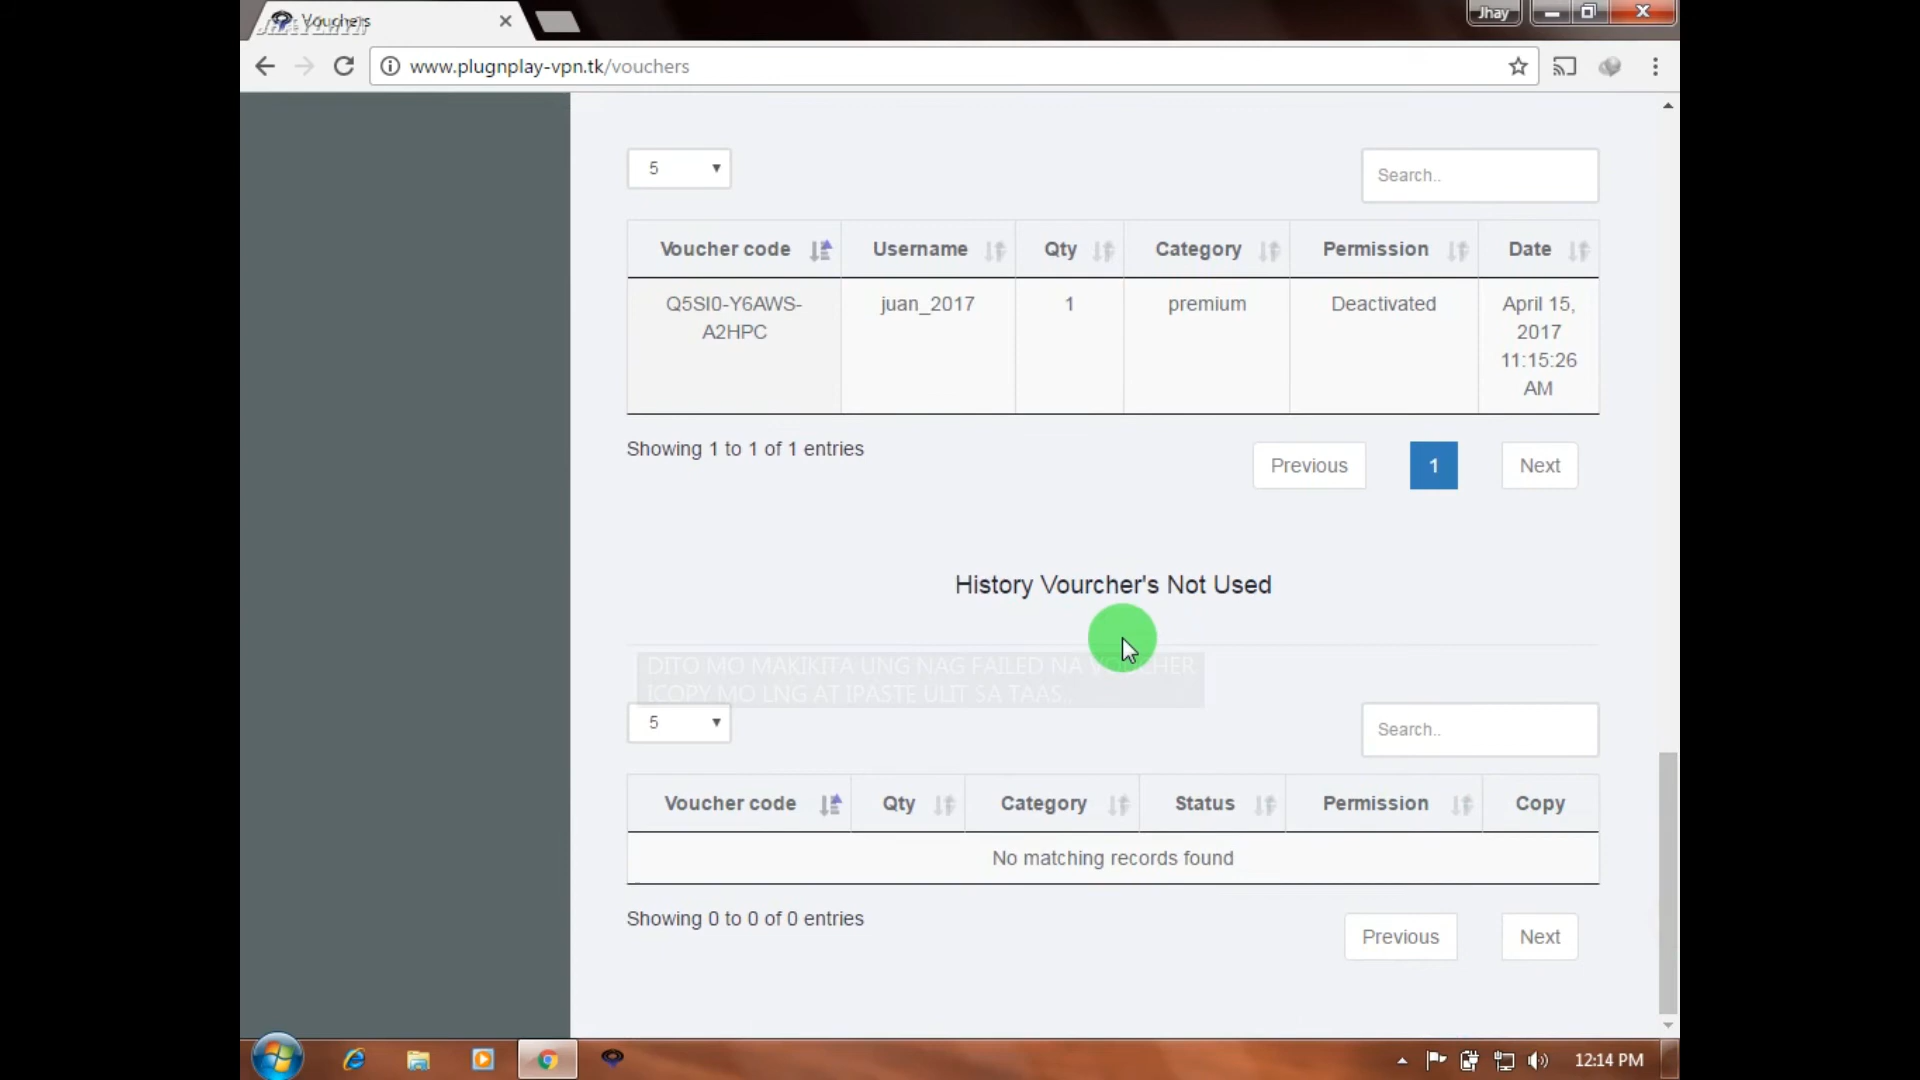 Vouchers
Jhay
www.plugnplay-vpn.tk/vouchers
5
Search..
Voucher code Username Qty Category Permission Date
Q5SI0-Y6AWS-
A2HPC
juan_2017
1
premium
Deactivated
April 15,
2017
11:15:26
AM
Showing 1 to 1 of 1 entries
Previous 1 Next
History Vourcher's Not Used
DITO MO MAKIKITA UNG NAG FAILED NA VOUCHER
ICOPY MO LNG AT IPASTE ULIT SA TAAS..
5
Search..
Voucher code Qty Category Status Permission Copy
No matching records found
Showing 0 to 0 of 0 entries
Previous Next
12:14 PM